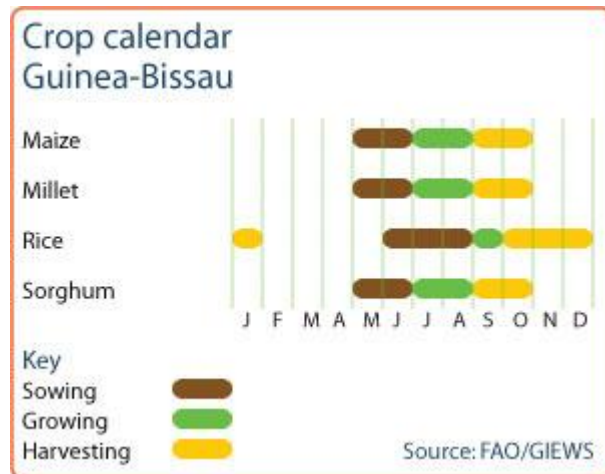 Crop calendar
Guinea-Bissau
Maize
Millet
Rice
Sorghum
J F M A M J J A S O N D
Key
Sowing
Growing
Harvesting
Source: FAO/GIEWS